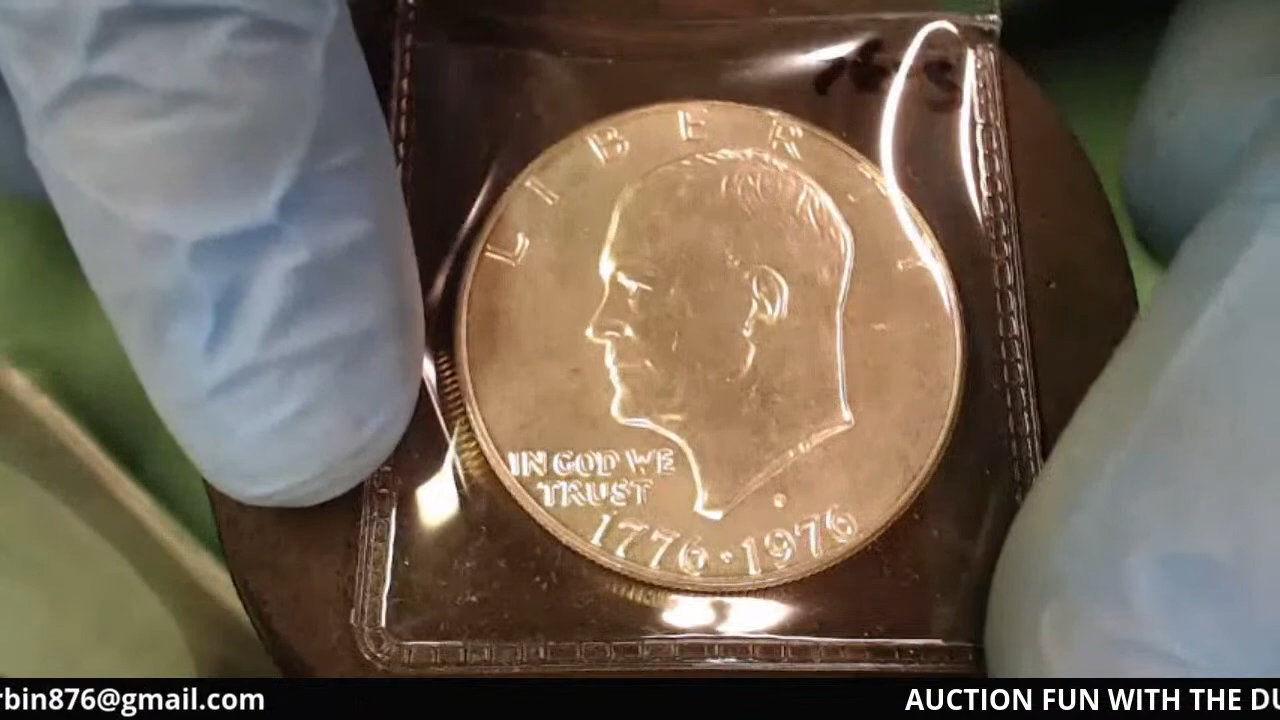 LIBERTY
IN GOD WE
TRUST
1776·1976
rbin876@gmail.com
AUCTION FUN WITH THE DU